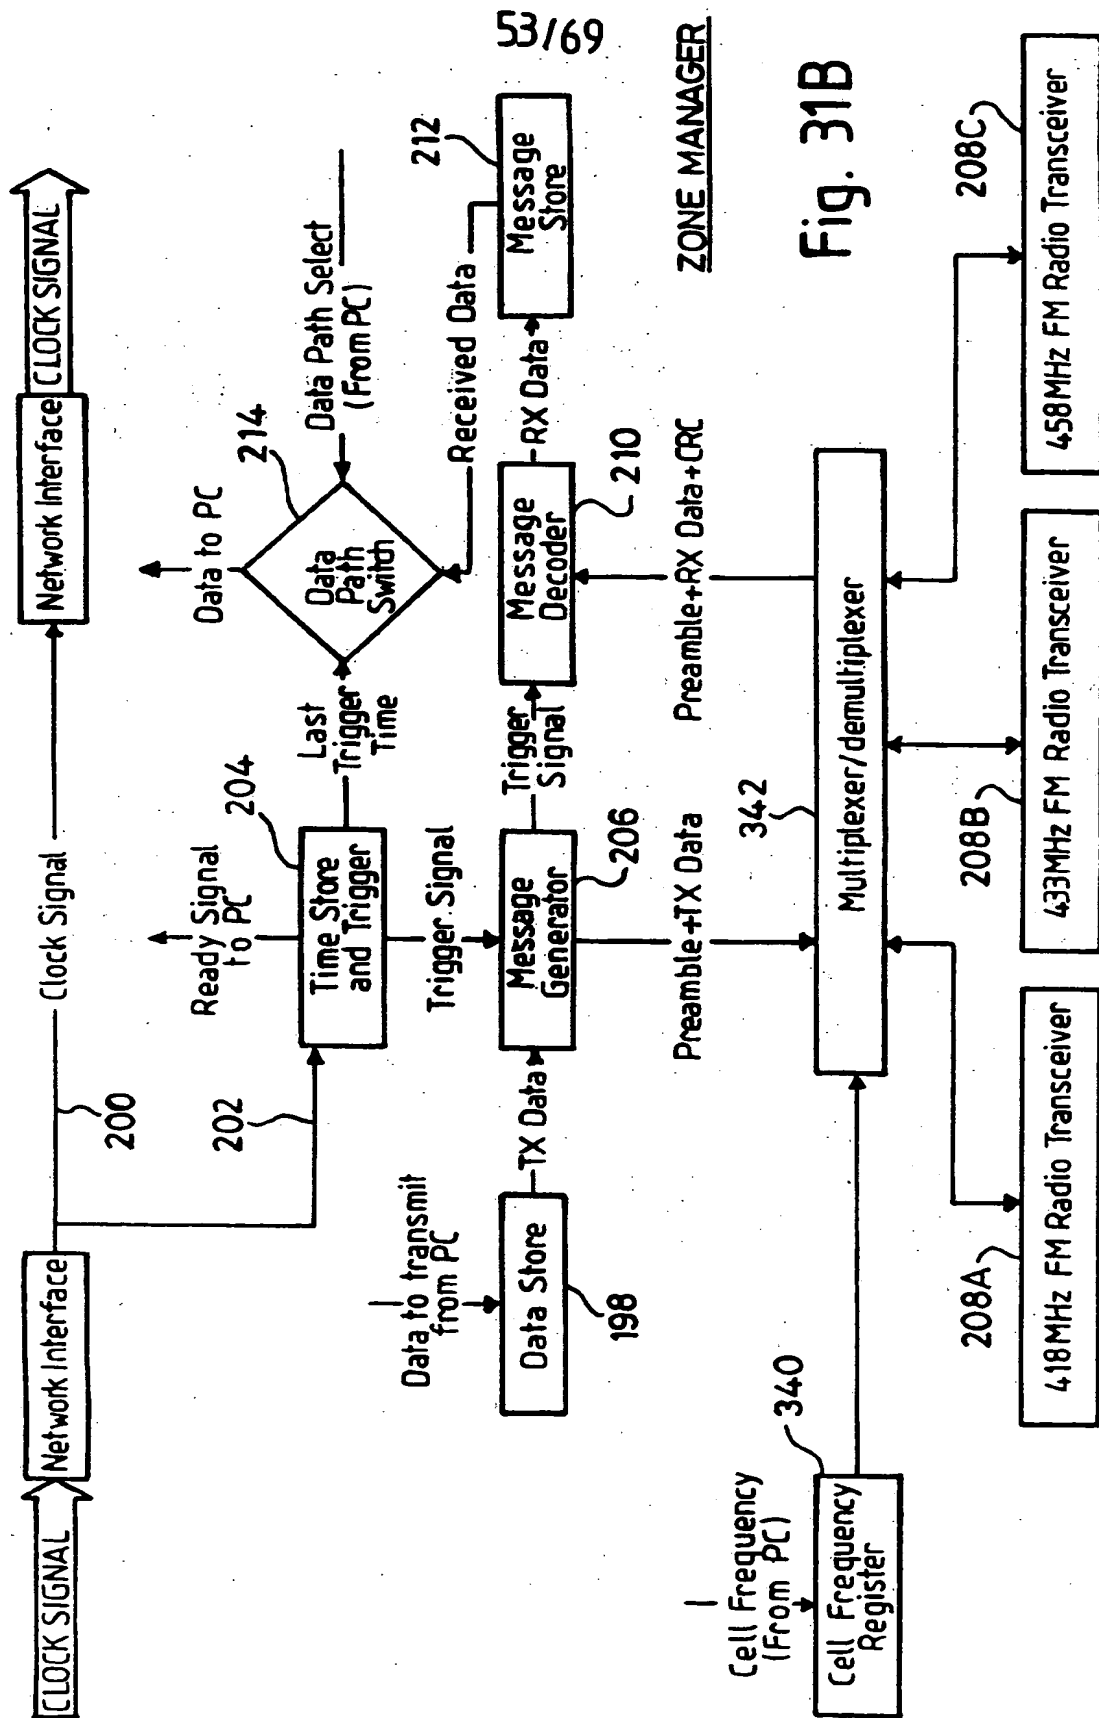 53/69
CLOCK SIGNAL
Network Interface
Clock Signal
200
Network Interface
CLOCK SIGNAL
202
Ready Signal
to PC
204
Time Store
and Trigger
Last
Trigger
Time
Data to PC
214
Data
Path
Switch
Data Path Select
(From PC)
Trigger Signal
Received Data
212
Data to transmit
from PC
Data Store
198
TX Data
Message
Generator
206
Trigger
Signal
Message
Decoder
210
RX Data
Message
Store
Preamble+TX Data
Preamble+RX Data+CRC
ZONE MANAGER
Cell Frequency
(From PC)
340
Cell Frequency
Register
342
Multiplexer/demultiplexer
Fig. 31B
208A
418MHz FM Radio Transceiver
208B
433MHz FM Radio Transceiver
208C
458MHz FM Radio Transceiver